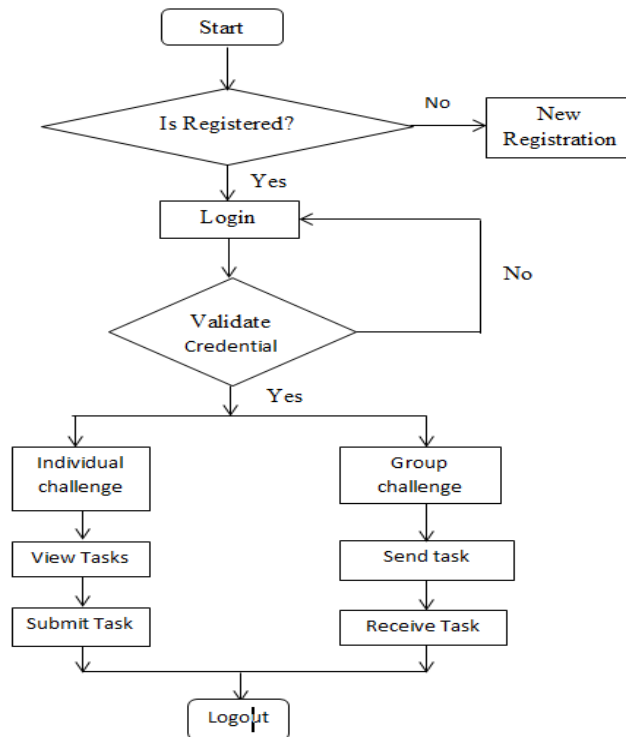 Start
Is Registered?
No
New
Registration
Yes
Login
No
Validate
Credential
Yes
Individual
challenge
Group
challenge
View Tasks
Send task
Submit Task
Receive Task
Logout